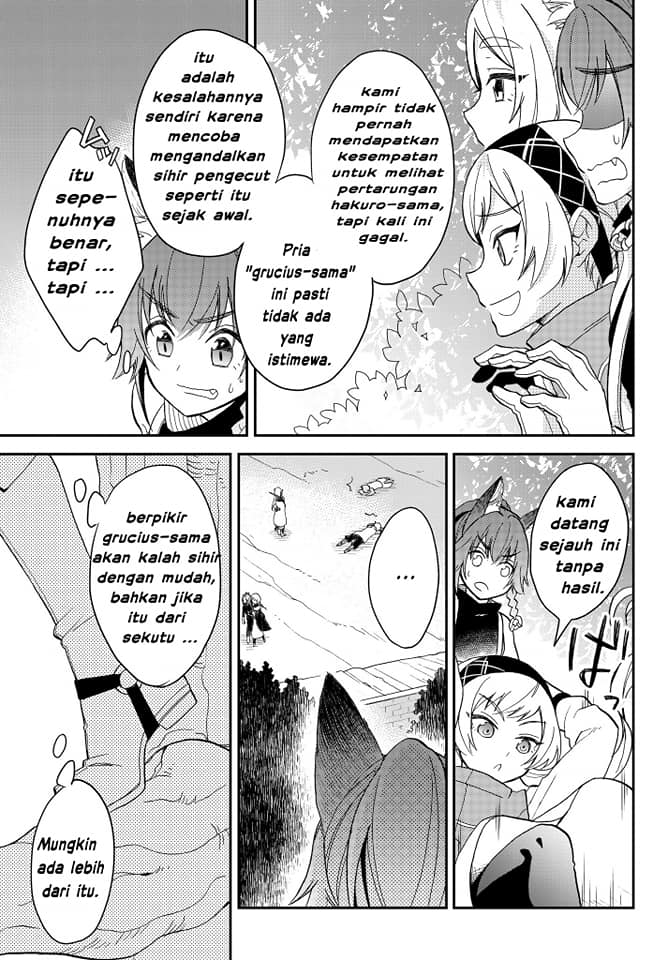 kami
hampir tidak
pernah
mendapatkan
kesempatan
untuk melihat
pertarungan
hakuro-sama,
tapi kali ini
gagal.
itu
adalah
kesalahannya
sendiri karena
mencoba
mengandalkan
sihir pengecut
seperti itu
sejak awal.
Pria
"grucius-sama"
ini pasti
tidak ada
yang
istimewa.
itu
sepe-
nuhnya
benar,
tapi ...
tapi ...
kami
datang
sejauh ini
tanpa
hasil.
...
berpikir
grucius-sama
akan kalah sihir
dengan mudah,
bahkan jika
itu dari
sekutu ...
Mungkin
ada lebih
dari itu.